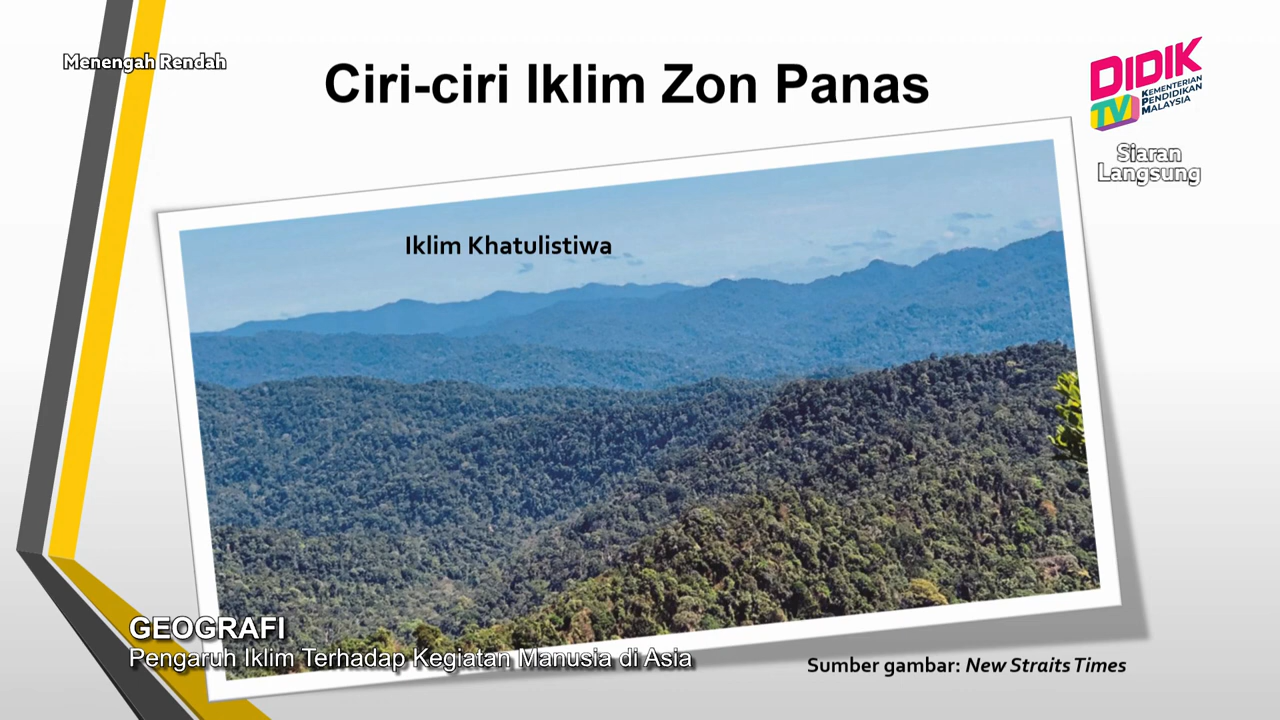 Menengah Rendah
Ciri-ciri Iklim Zon Panas
DIDIK
TV
KEMENTERIAN
PENDIDIKAN
MALAYSIA
Siaran
Langsung
Iklim Khatulistiwa
GEOGRAFI
Pengaruh Iklim Terhadap Kegiatan Manusia di Asia
Sumber gambar: New Straits Times